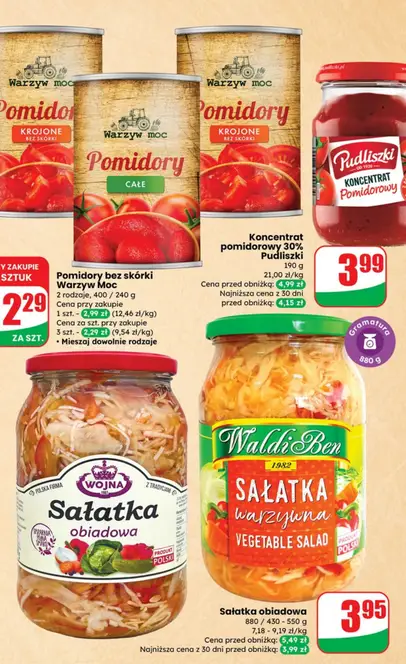 Warzyw moc
Pomidory
KROJONE
BEZ SKÓRKI
Warzyw moc
Pomidory
CAŁE
Warzyw moc
Pomidory
KROJONE
BEZ SKÓRKI
Pudliszki
KONCENTRAT
Pomidorowy
Koncentrat
pomidorowy 30%
Pudliszki
190 g
21,00 zł/kg
Cena przed obniżką: 4,99 zł
Najniższa cena z 30 dni
przed obniżką: 4,15 zł
3.99
Y ZAKUPIE
SZTUK
2.29
ZA SZT.
Pomidory bez skórki
Warzyw Moc
2 rodzaje, 400 / 240 g
Cena przy zakupie
1 szt. - 2,99 zł (12,46 zł/kg)
Cena za szt. przy zakupie
3 szt. - 2,29 zł (9,54 zł/kg)
• Mieszaj dowolnie rodzaje
Gramatura
880 g
WOJNA
POLSKA FIRMA
Z TRADYCJAMI
Sałatka
obiadowa
PRODUKT
POLSKI
WaldiBen
1982
SAŁATKA
warzywna
VEGETABLE SALAD
PRODUKT
POLSKI
Sałatka obiadowa
880 / 430 - 550 g
7,18 - 9,19 zł/kg
Cena przed obniżką: 5,49 zł
Najniższa cena z 30 dni przed obniżką: 3,99 zł
3.95